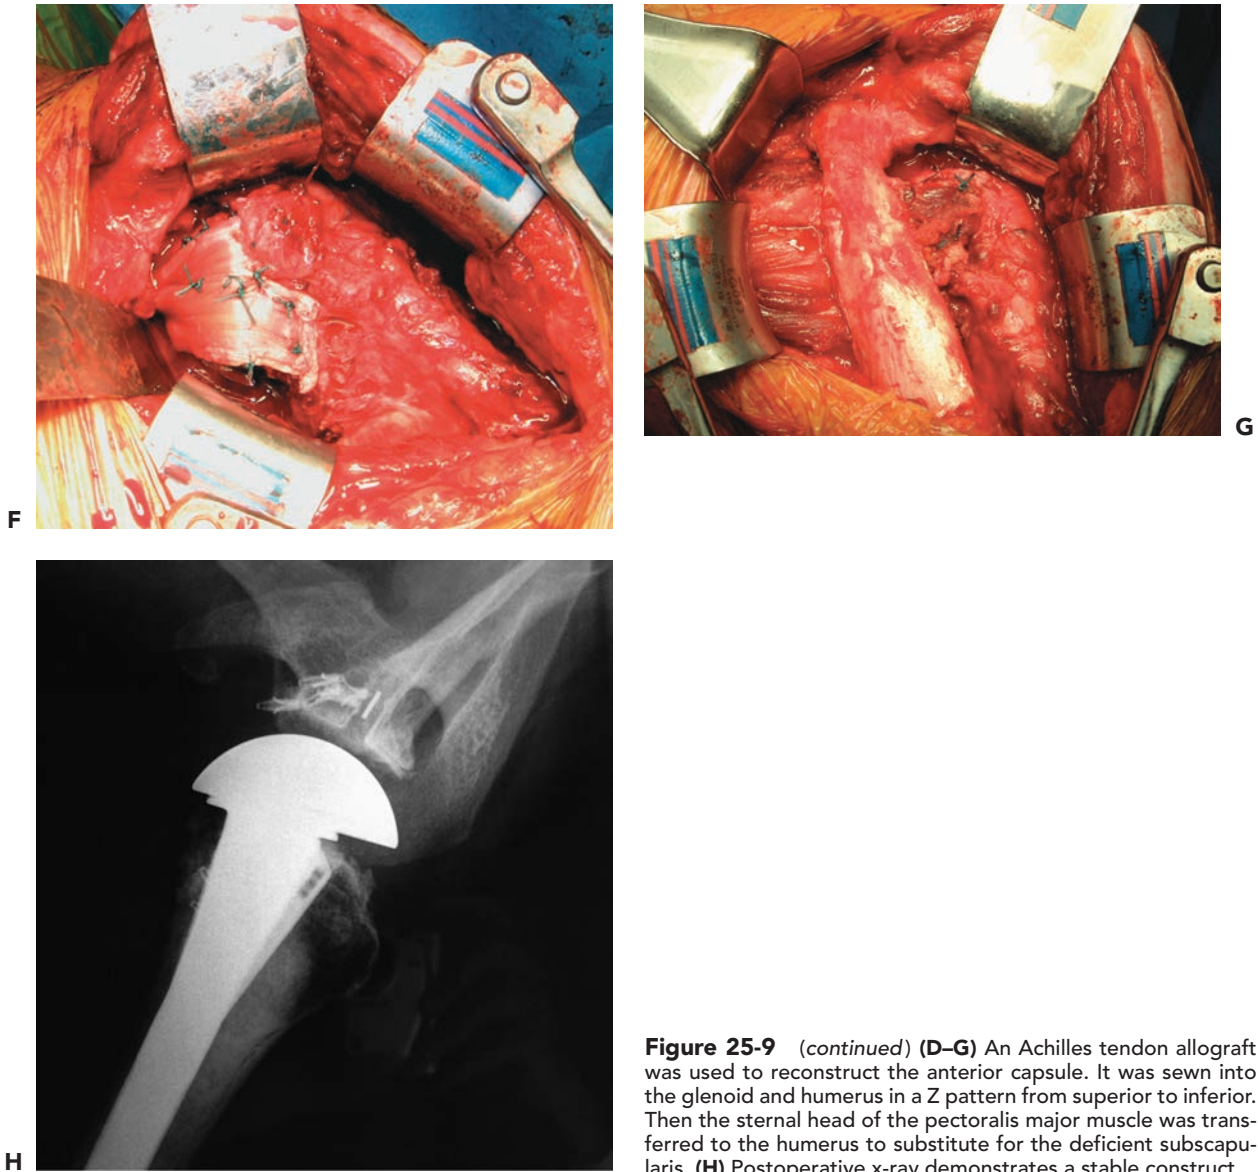 F
G
H
Figure 25-9 (continued) (D–G) An Achilles tendon allograft
was used to reconstruct the anterior capsule. It was sewn into
the glenoid and humerus in a Z pattern from superior to inferior.
Then the sternal head of the pectoralis major muscle was trans-
ferred to the humerus to substitute for the deficient subscapu-
laris. (H) Postoperative x-ray demonstrates a stable construct.